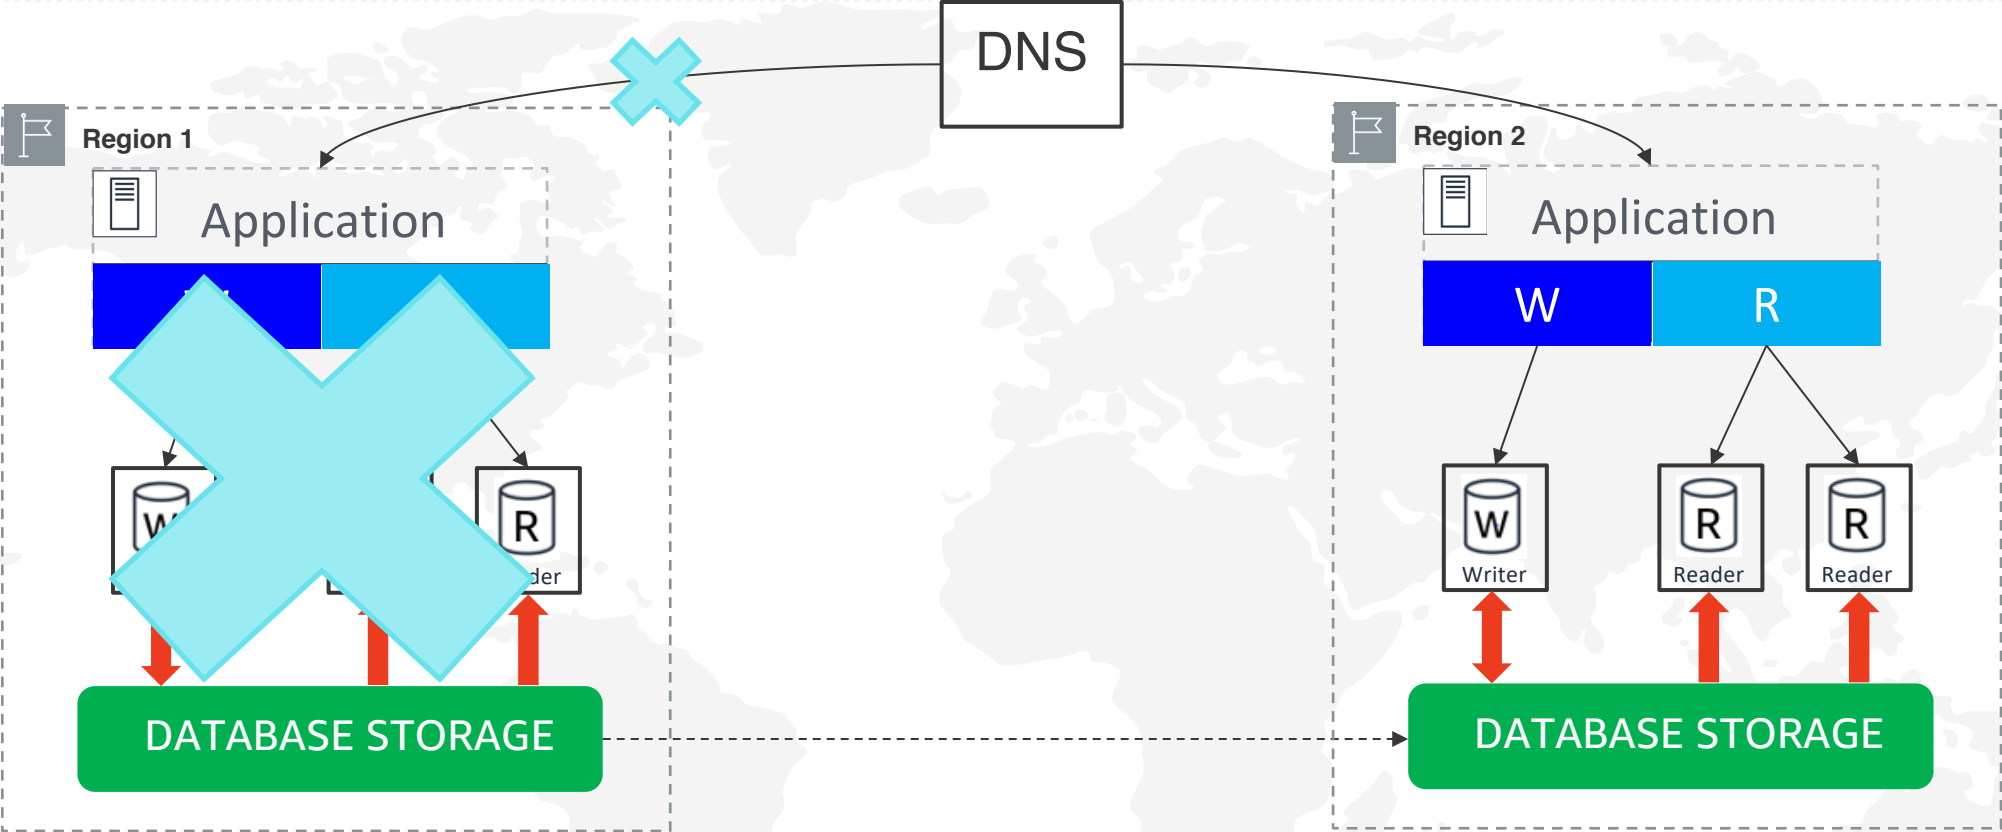 DNS
Region 1
Application
DATABASE STORAGE
R
Region 2
Application
W
R
W
Writer
R
Reader
R
Reader
DATABASE STORAGE